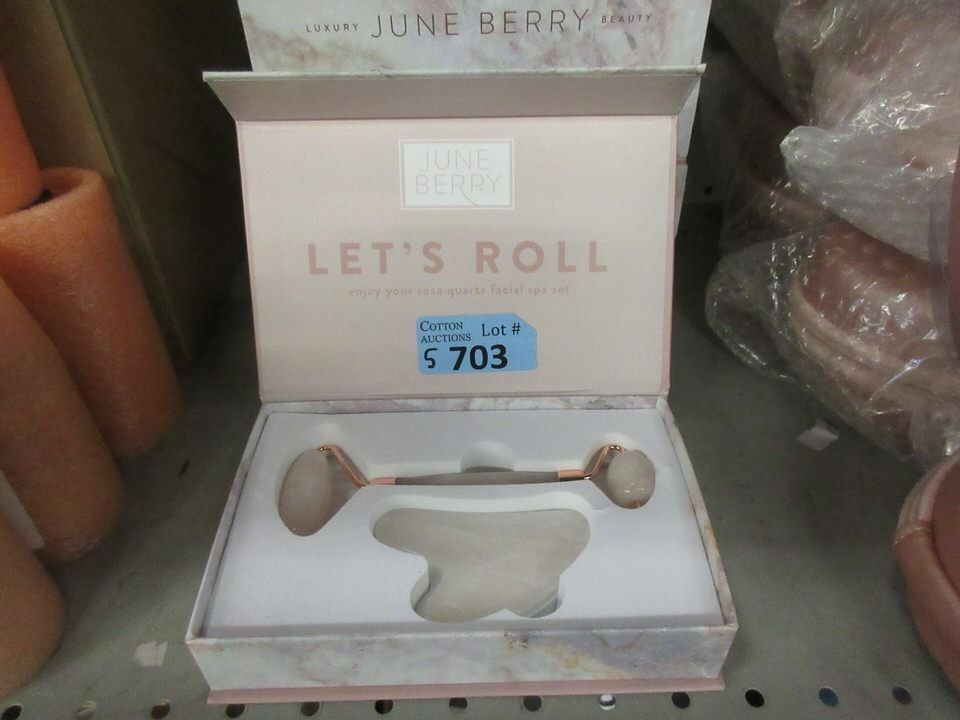 LUXURY JUNE BERRY BEAUTY
JUNE
BERRY
LET'S ROLL
enjoy your rose quartz facial spa set
COTTON
AUCTIONS
Lot #
5 703